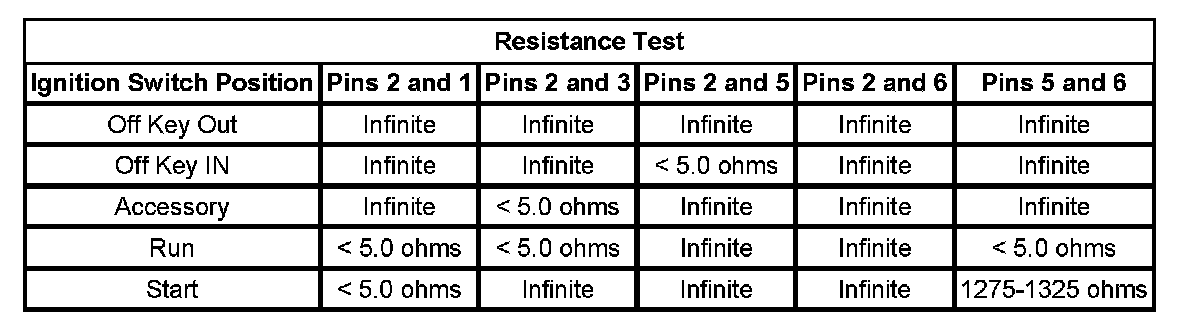 Resistance Test
Ignition Switch Position Pins 2 and 1 Pins 2 and 3 Pins 2 and 5 Pins 2 and 6 Pins 5 and 6
Off Key Out Infinite Infinite Infinite Infinite Infinite
Off Key IN Infinite Infinite < 5.0 ohms Infinite Infinite
Accessory Infinite < 5.0 ohms Infinite Infinite Infinite
Run < 5.0 ohms < 5.0 ohms Infinite Infinite < 5.0 ohms
Start < 5.0 ohms Infinite Infinite Infinite 1275-1325 ohms